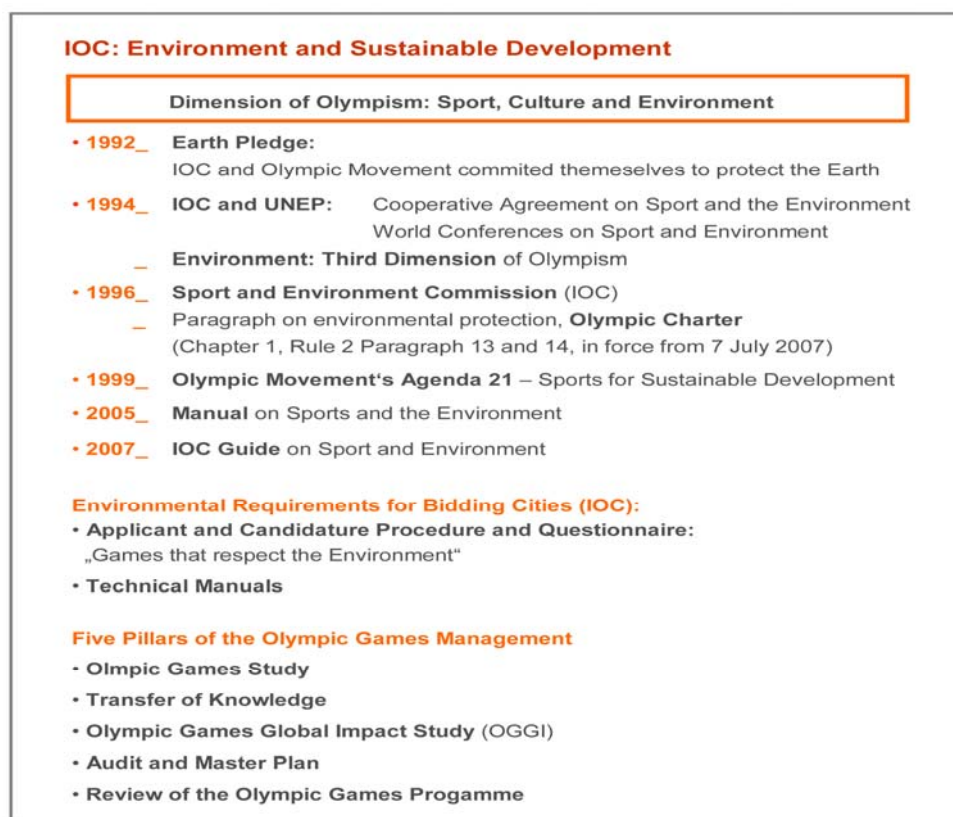 IOC: Environment and Sustainable Development
Dimension of Olympism: Sport, Culture and Environment
• 1992_ Earth Pledge:
IOC and Olympic Movement commited themeselves to protect the Earth
• 1994_ IOC and UNEP: Cooperative Agreement on Sport and the Environment
World Conferences on Sport and Environment
_ Environment: Third Dimension of Olympism
• 1996_ Sport and Environment Commission (IOC)
_ Paragraph on environmental protection, Olympic Charter
(Chapter 1, Rule 2 Paragraph 13 and 14, in force from 7 July 2007)
• 1999_ Olympic Movement‘s Agenda 21 – Sports for Sustainable Development
• 2005_ Manual on Sports and the Environment
• 2007_ IOC Guide on Sport and Environment
Environmental Requirements for Bidding Cities (IOC):
• Applicant and Candidature Procedure and Questionnaire:
„Games that respect the Environment“
• Technical Manuals
Five Pillars of the Olympic Games Management
• Olmpic Games Study
• Transfer of Knowledge
• Olympic Games Global Impact Study (OGGI)
• Audit and Master Plan
• Review of the Olympic Games Progamme